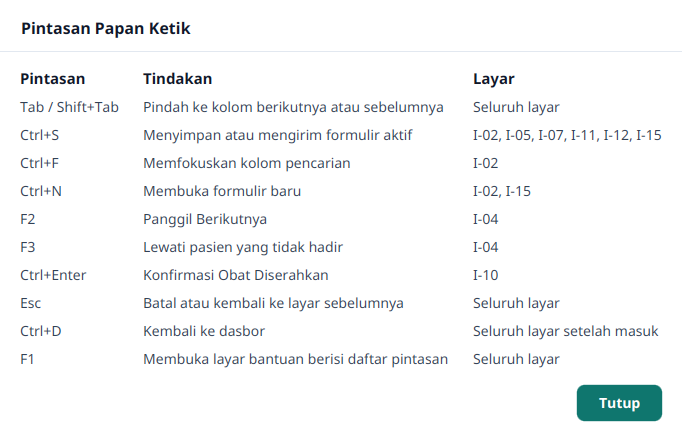 Pintasan Papan Ketik
Pintasan Tindakan Layar
Tab / Shift+Tab Pindah ke kolom berikutnya atau sebelumnya Seluruh layar
Ctrl+S Menyimpan atau mengirim formulir aktif I-02, I-05, I-07, I-11, I-12, I-15
Ctrl+F Memfokuskan kolom pencarian I-02
Ctrl+N Membuka formulir baru I-02, I-15
F2 Panggil Berikutnya I-04
F3 Lewati pasien yang tidak hadir I-04
Ctrl+Enter Konfirmasi Obat Diserahkan I-10
Esc Batal atau kembali ke layar sebelumnya Seluruh layar
Ctrl+D Kembali ke dasbor Seluruh layar setelah masuk
F1 Membuka layar bantuan berisi daftar pintasan Seluruh layar
Tutup